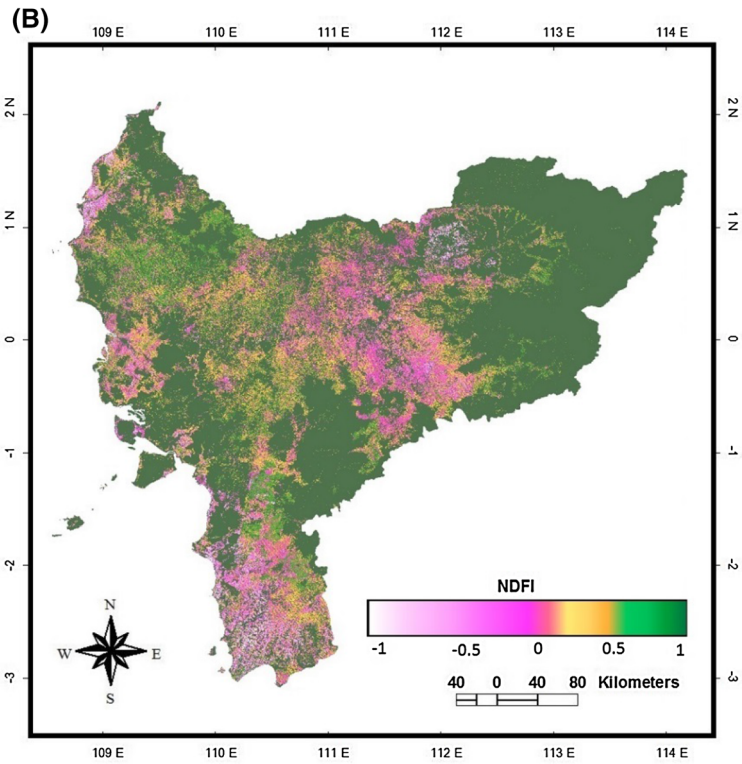 (B)
109 E 110 E 111 E 112 E 113 E 114 E
2 N 2 N
1 N 1 N
0 0
-1 -1
-2 -2
-3 -3
NDFI
-1 -0.5 0 0.5 1
N
W E
S
40 0 40 80 Kilometers
109 E 110 E 111 E 112 E 113 E 114 E